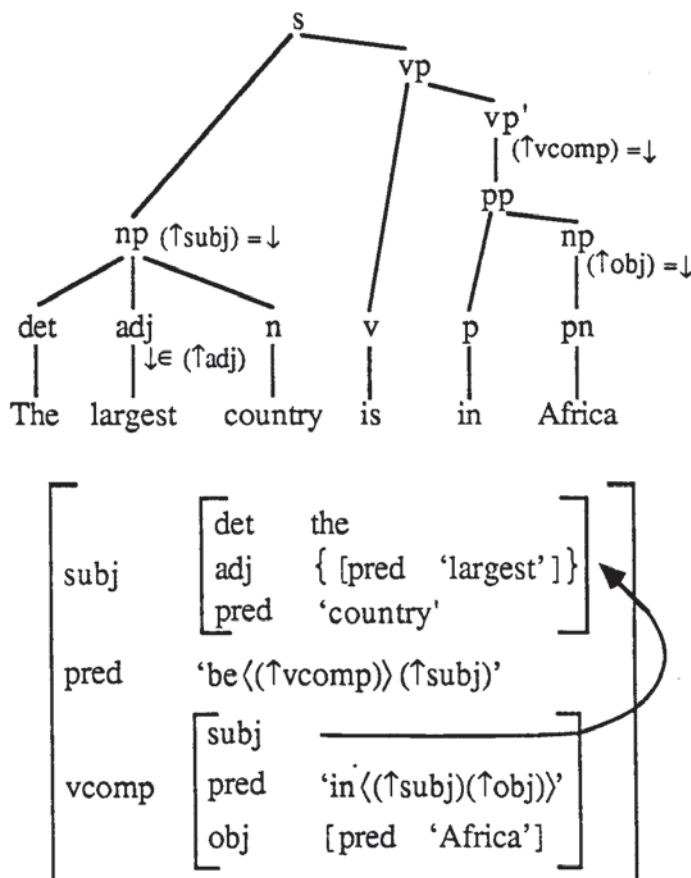 s
vp
vp'
(↑vcomp) =↓
pp
np (↑subj) =↓
np
(↑obj) =↓
det adj n v p pn
↓∈ (↑adj)
The largest country is in Africa
det the
subj adj { [pred ‘largest’] }
pred ‘country'
pred ‘be⟨(↑vcomp)⟩(↑subj)’
subj
vcomp pred ‘in⟨(↑subj)(↑obj)⟩’
obj [pred ‘Africa’]